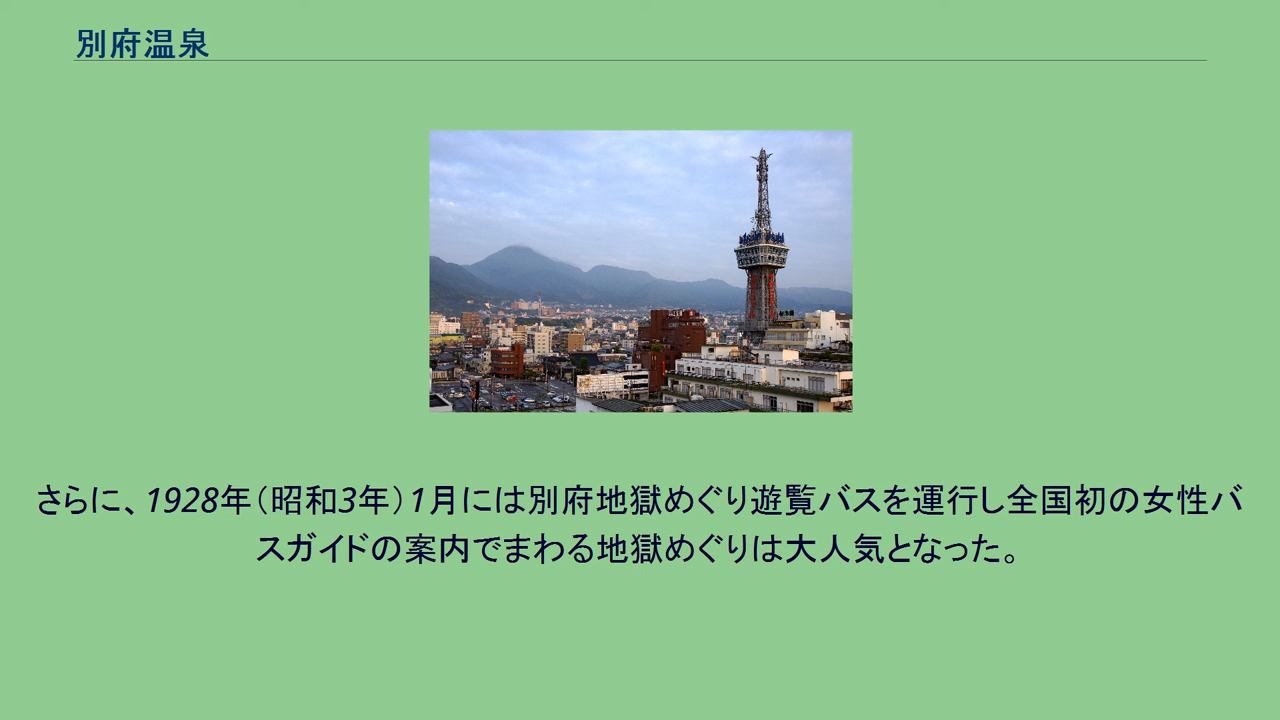 別府温泉
さらに、1928年（昭和3年）1月には別府地獄めぐり遊覧バスを運行し全国初の女性バ
スガイドの案内でまわる地獄めぐりは大人気となった。